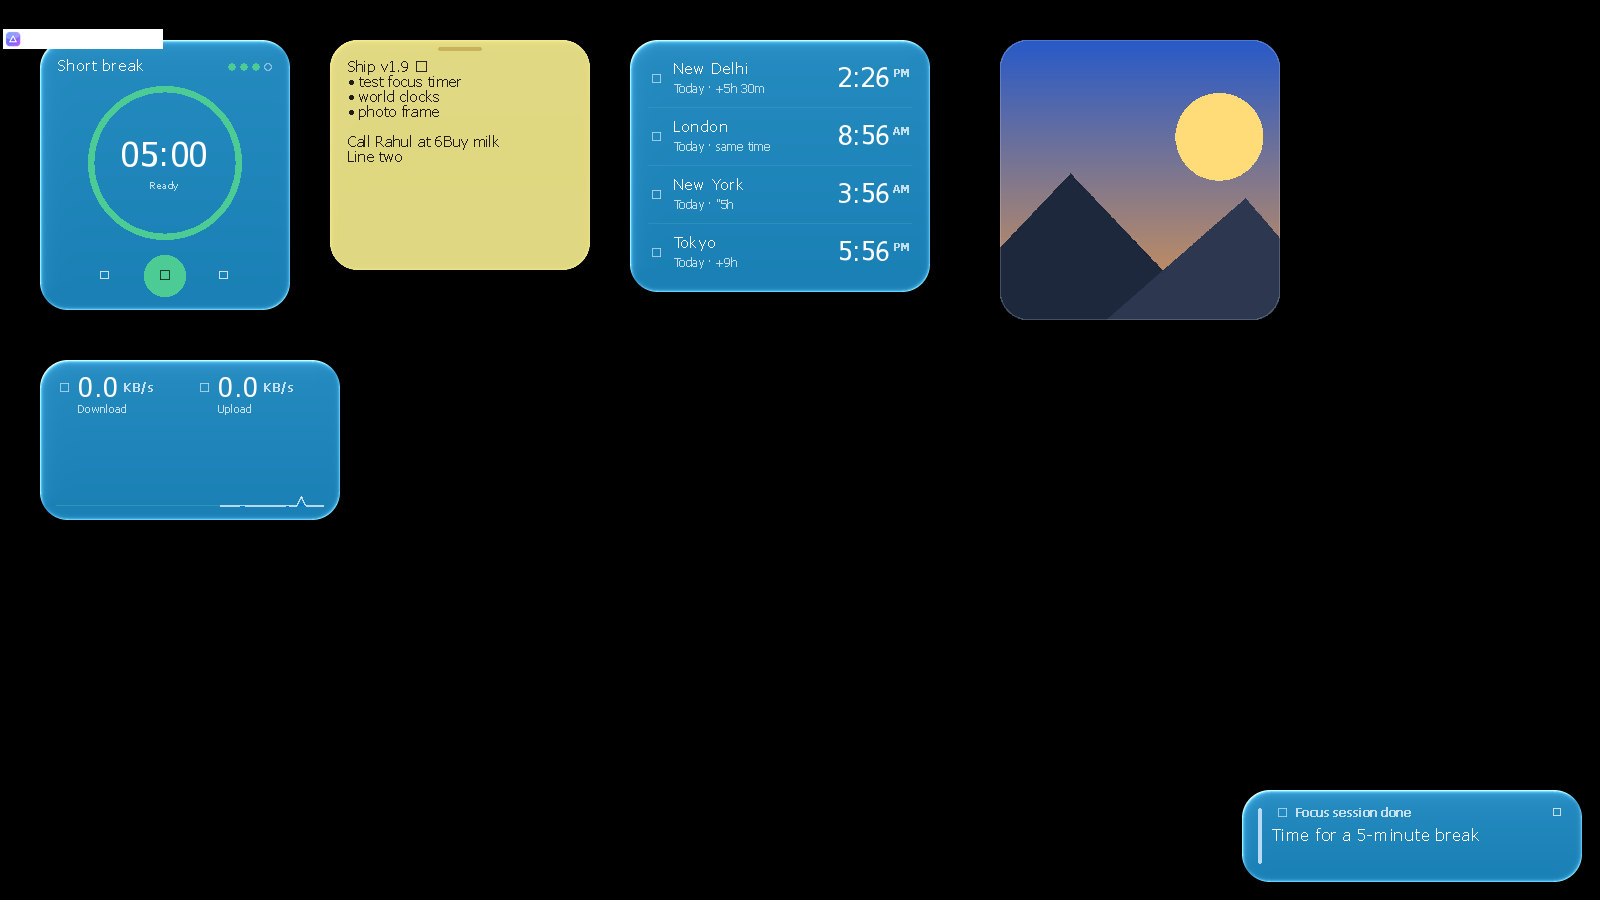 Short break
05:00
Ready
Ship v1.9
• test focus timer
• world clocks
• photo frame
Call Rahul at 6Buy milk
Line two
New Delhi
2:26 PM
Today · +5h 30m
London
8:56 AM
Today · same time
New York
3:56 AM
Today · "5h
Tokyo
5:56 PM
Today · +9h
0.0 KB/s
Download
0.0 KB/s
Upload
Focus session done
Time for a 5-minute break